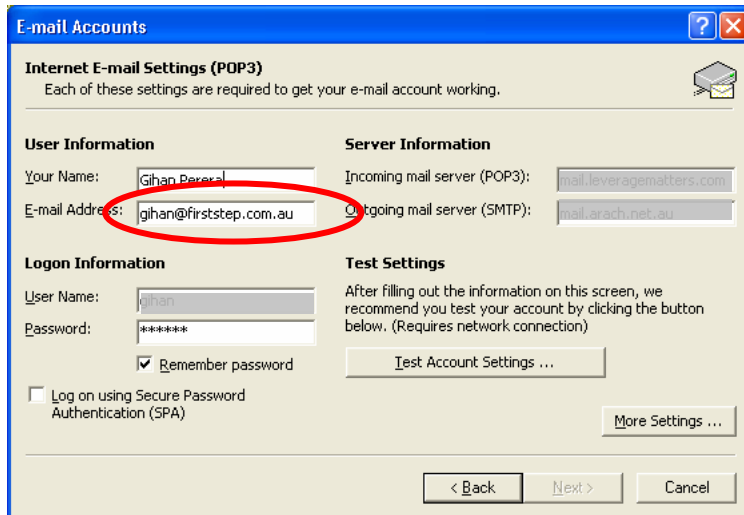 E-mail Accounts
Internet E-mail Settings (POP3)
Each of these settings are required to get your e-mail account working.
User Information
Your Name: Gihan Perera
E-mail Address: gihan@firststep.com.au
Server Information
Incoming mail server (POP3): mail.leveragematters.com
Outgoing mail server (SMTP): mail.arach.net.au
Logon Information
User Name: gihan
Password: ******
Remember password
Log on using Secure Password
Authentication (SPA)
Test Settings
After filling out the information on this screen, we
recommend you test your account by clicking the button
below. (Requires network connection)
Test Account Settings ...
More Settings ...
< Back
Next >
Cancel